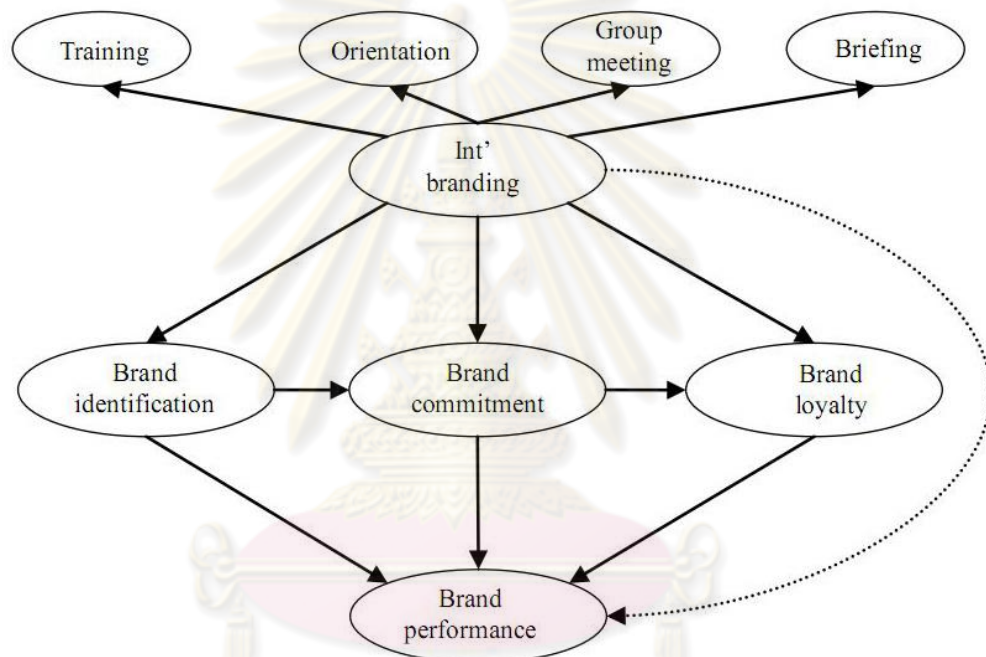 Training
Orientation
Group
meeting
Briefing
Int'
branding
Brand
identification
Brand
commitment
Brand
loyalty
Brand
performance